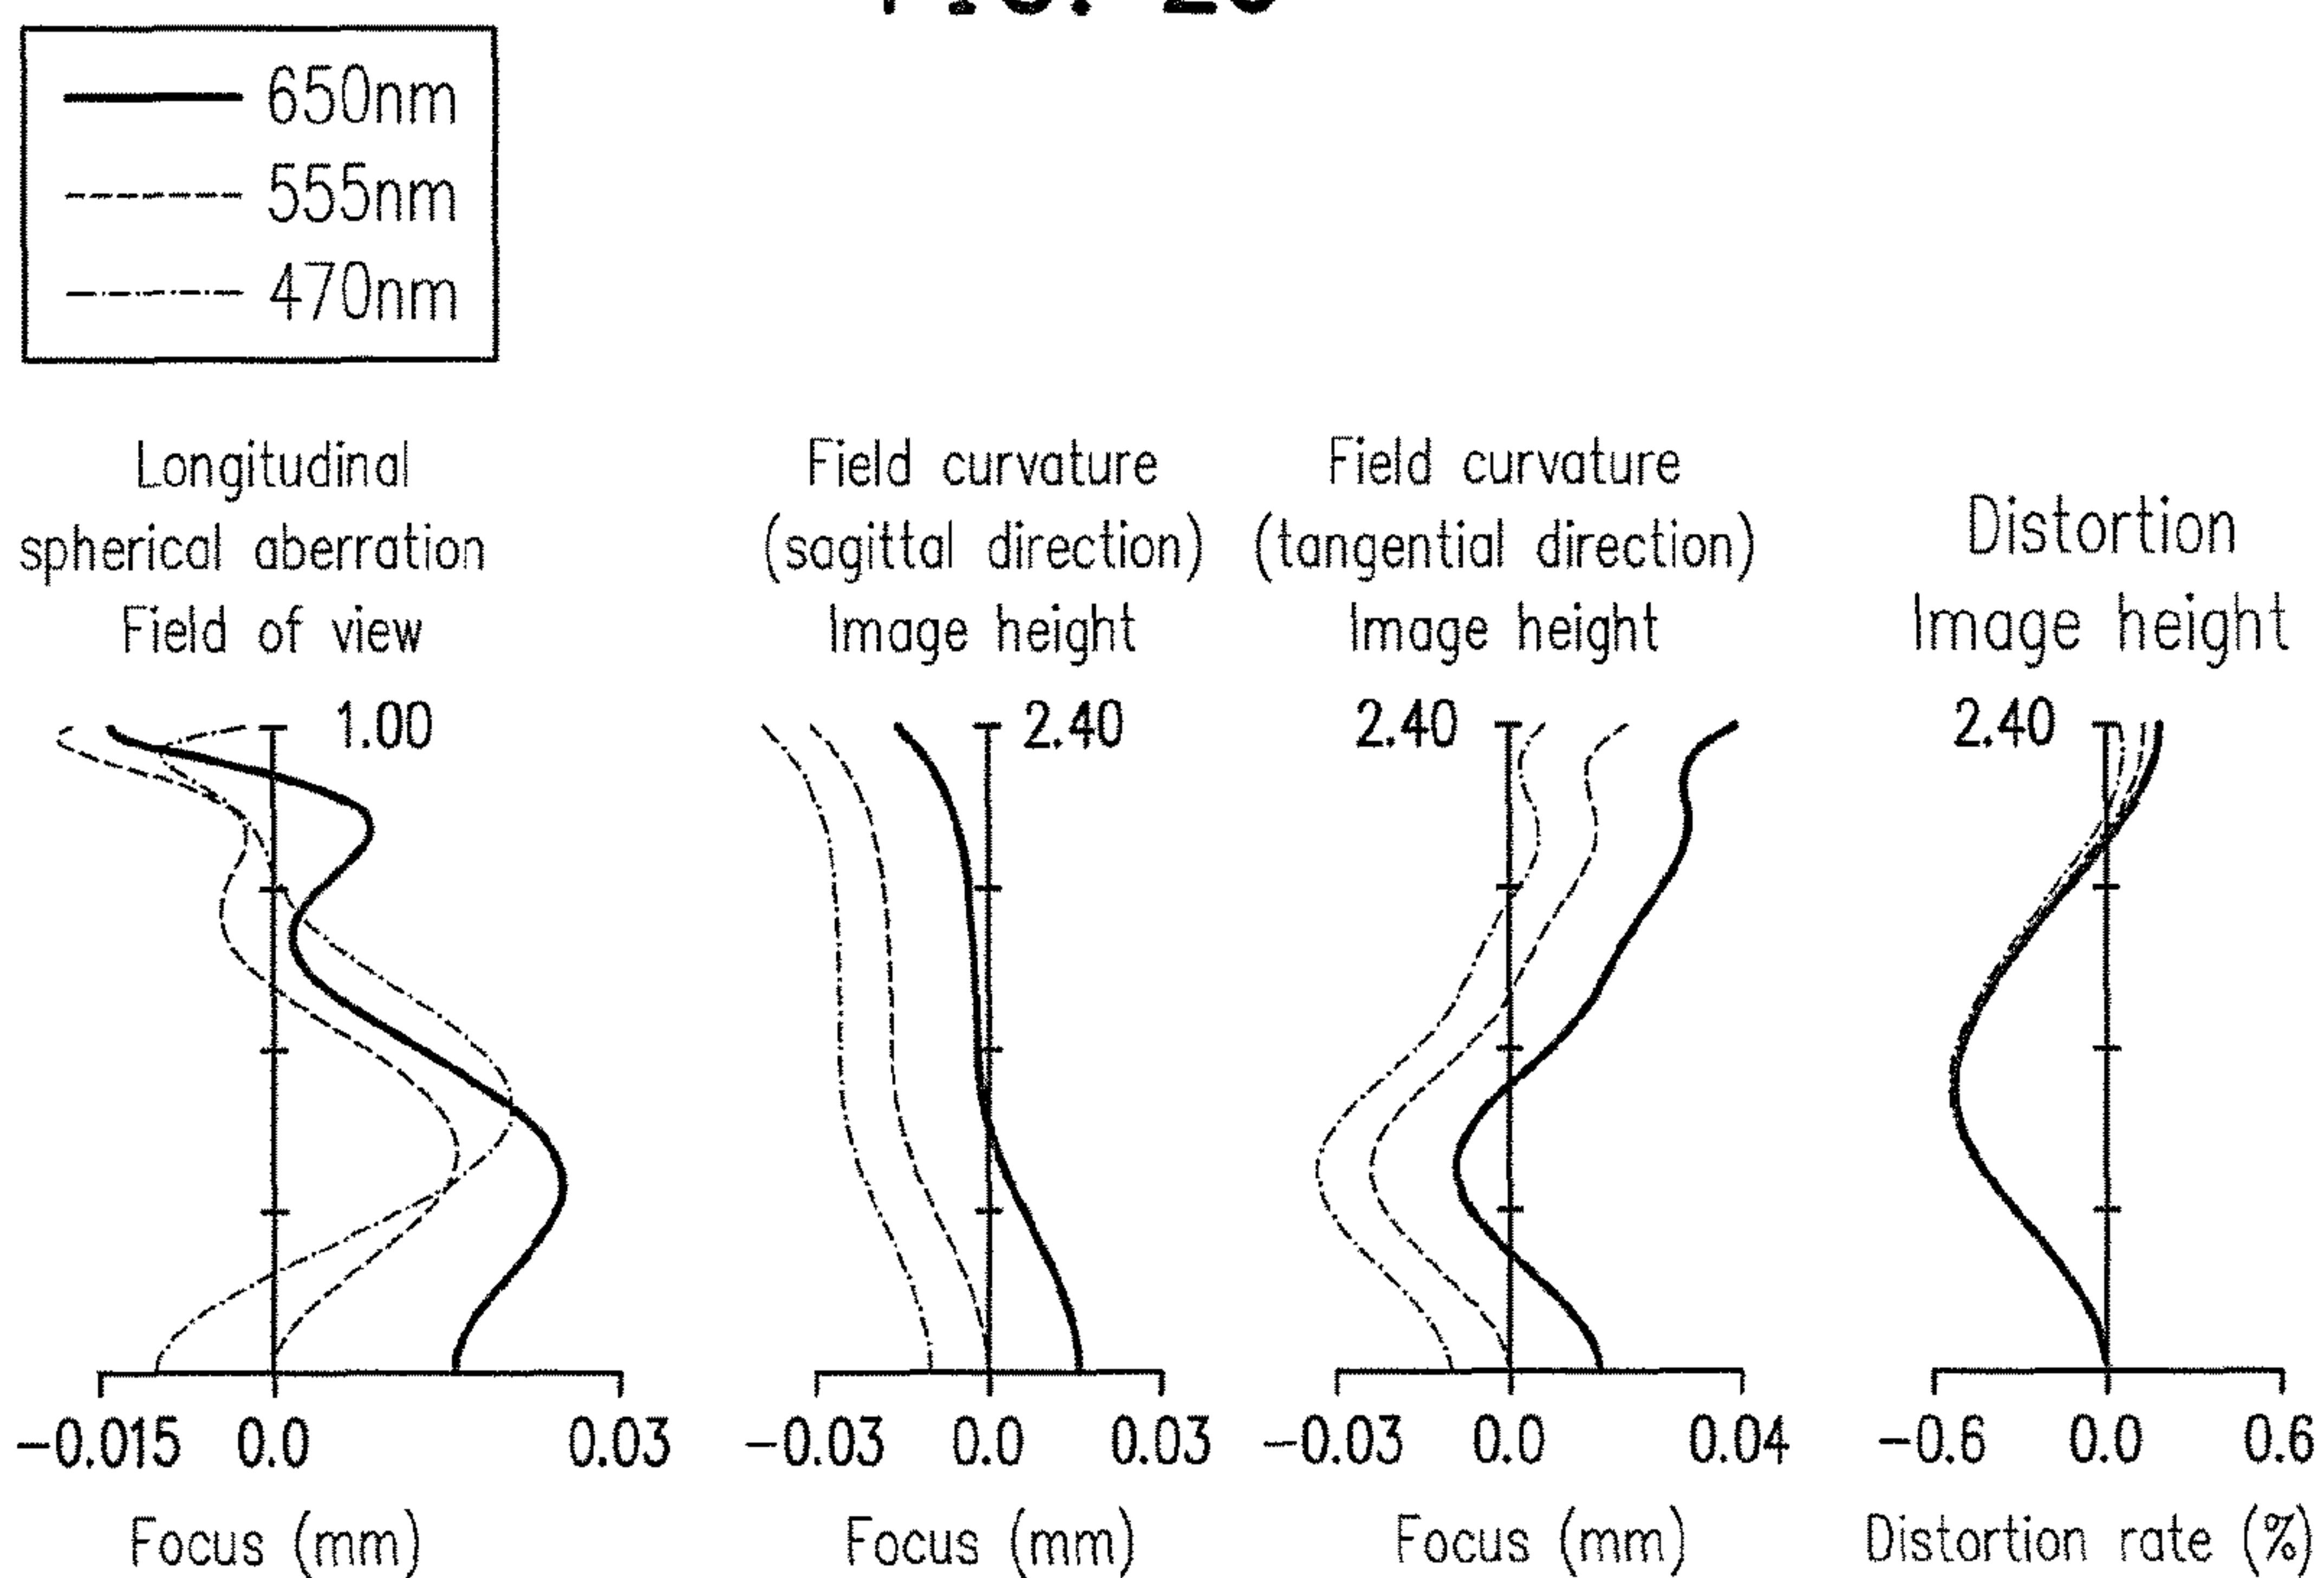 650nm
555nm
470nm
Longitudinal
spherical aberration
Field of view
1.00
-0.015 0.0 0.03
Focus (mm)
Field curvature
(sagittal direction)
Image height
2.40
-0.03 0.0 0.03
Focus (mm)
Field curvature
(tangential direction)
Image height
2.40
-0.03 0.0 0.04
Focus (mm)
Distortion
Image height
2.40
-0.6 0.0 0.6
Distortion rate (%)